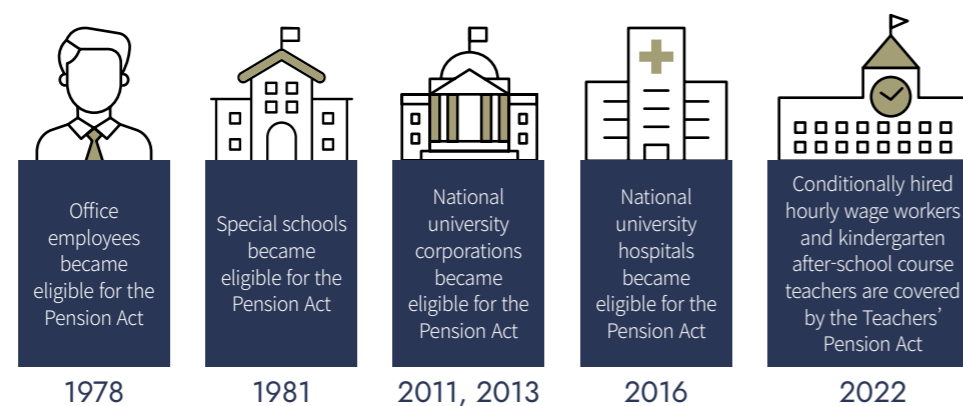 Office
employees
became
eligible for the
Pension Act
1978
Special schools
became
eligible for the
Pension Act
1981
National
university
corporations
became
eligible for the
Pension Act
2011, 2013
National
university
hospitals
became
eligible for the
Pension Act
2016
Conditionally hired
hourly wage workers
and kindergarten
after-school course
teachers are covered
by the Teachers’
Pension Act
2022